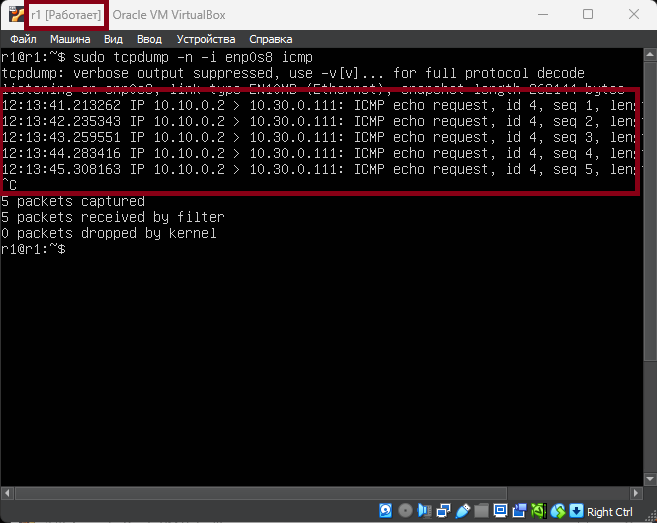 r1 [Работает] Oracle VM VirtualBox
Файл Машина Вид Ввод Устройства Справка
r1@r1:~$ sudo tcpdump -n -i enp0s8 icmp
tcpdump: verbose output suppressed, use -v[v]... for full protocol decode
listening on enp0s8, link-type EN10MB (Ethernet), snapshot length 262144 bytes
12:13:41.213262 IP 10.10.0.2 > 10.30.0.111: ICMP echo request, id 4, seq 1, leng
12:13:42.235343 IP 10.10.0.2 > 10.30.0.111: ICMP echo request, id 4, seq 2, leng
12:13:43.259551 IP 10.10.0.2 > 10.30.0.111: ICMP echo request, id 4, seq 3, leng
12:13:44.283416 IP 10.10.0.2 > 10.30.0.111: ICMP echo request, id 4, seq 4, leng
12:13:45.308163 IP 10.10.0.2 > 10.30.0.111: ICMP echo request, id 4, seq 5, leng
^C
5 packets captured
5 packets received by filter
0 packets dropped by kernel
r1@r1:~$
Right Ctrl